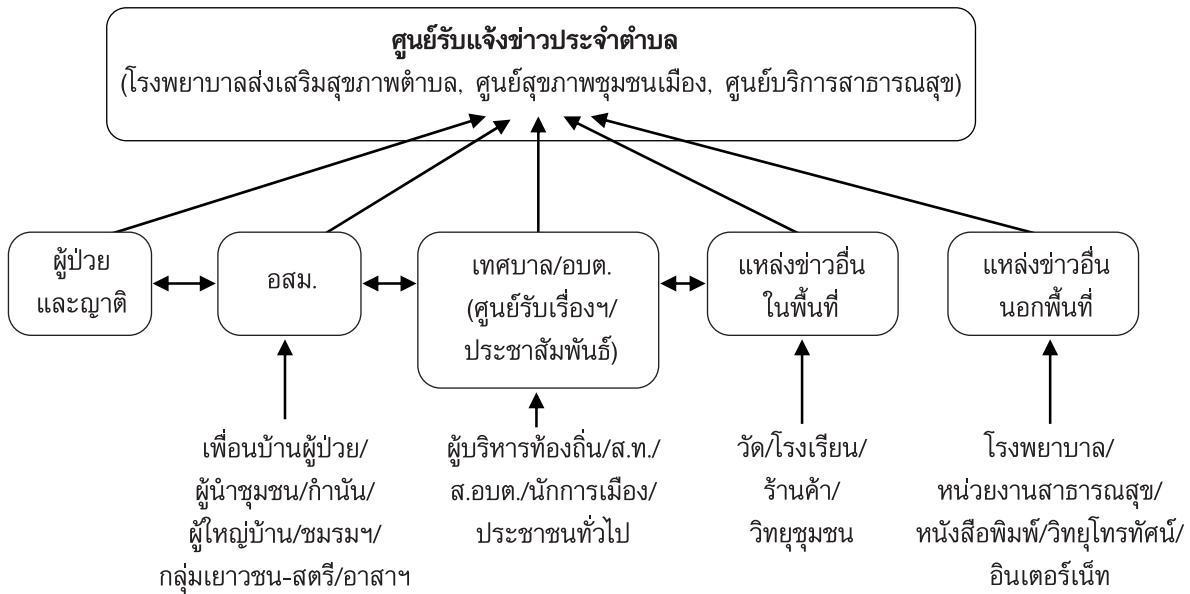 ศูนย์รับแจ้งข่าวประจำตำบล
(โรงพยาบาลส่งเสริมสุขภาพตำบล, ศูนย์สุขภาพชุมชนเมือง, ศูนย์บริการสาธารณสุข)
ผู้ป่วย
และญาติ
อสม.
เทศบาล/อบต.
(ศูนย์รับเรื่องฯ/
ประชาสัมพันธ์)
แหล่งข่าวอื่น
ในพื้นที่
แหล่งข่าวอื่น
นอกพื้นที่
เพื่อนบ้านผู้ป่วย/
ผู้นำชุมชน/กำนัน/
ผู้ใหญ่บ้าน/ชมรมฯ/
กลุ่มเยาวชน-สตรี/อาสาฯ
ผู้บริหารท้องถิ่น/ส.ท./
ส.อบต./นักการเมือง/
ประชาชนทั่วไป
วัด/โรงเรียน/
ร้านค้า/
วิทยุชุมชน
โรงพยาบาล/
หน่วยงานสาธารณสุข/
หนังสือพิมพ์/วิทยุโทรทัศน์/
อินเตอร์เน็ท